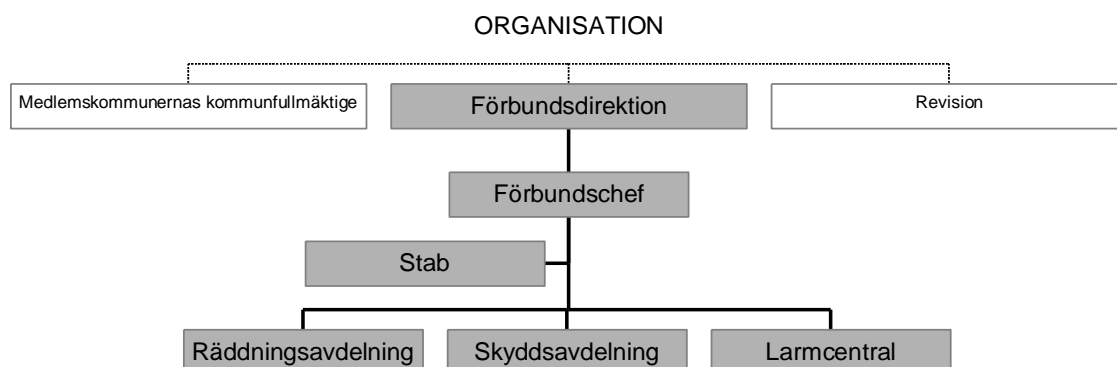 ORGANISATION
Medlemskommunernas kommunfullmäktige
Förbundsdirektion
Revision
Förbundschef
Stab
Räddningsavdelning
Skyddsavdelning
Larmcentral